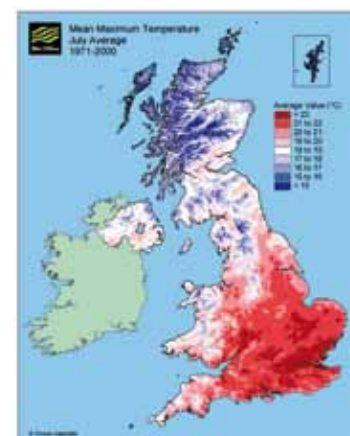 Met Office
Mean Maximum Temperature
July Average
1971-2000
Average Value (°C)
> 22
21 to 22
20 to 21
19 to 20
18 to 19
17 to 18
16 to 17
15 to 16
< 15